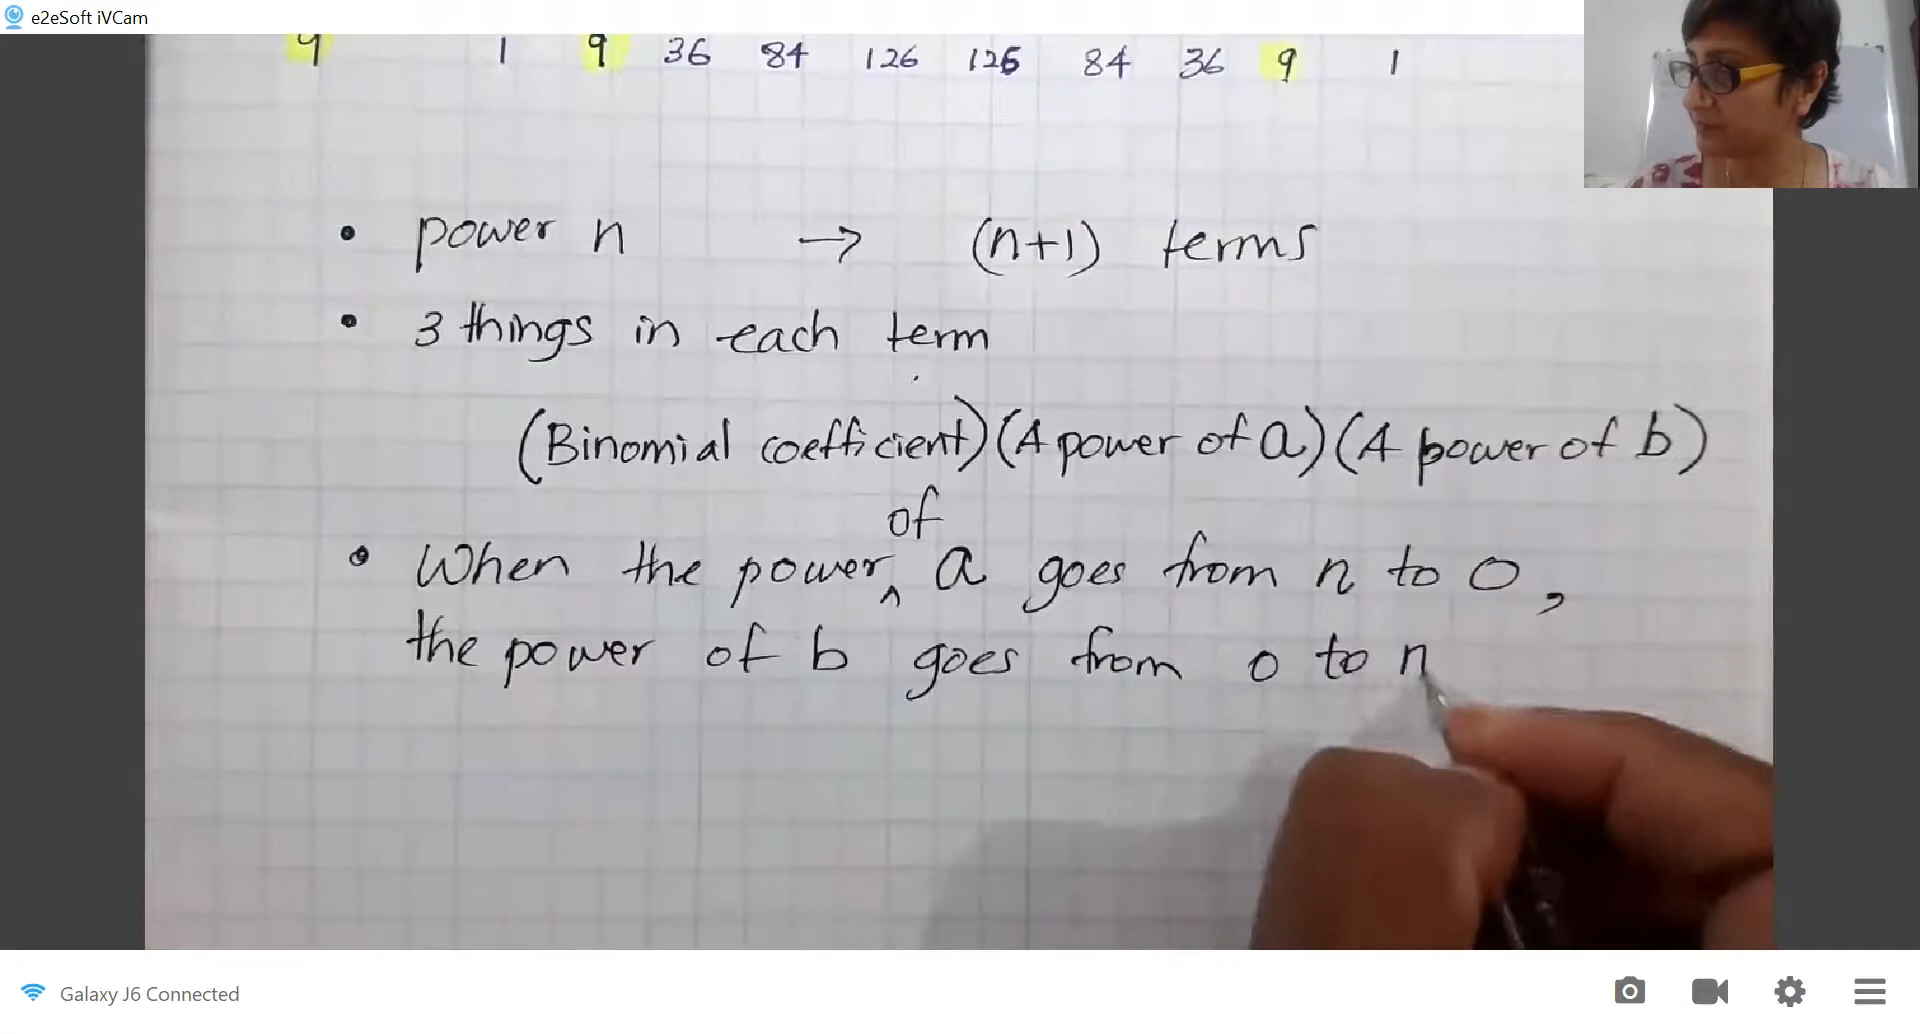 e2eSoft iVCam
9 1 9 36 84 126 126 84 36 9 1
• power n → (n+1) terms
• 3 things in each term
(Binomial coefficient)(A power of a)(A power of b)
of
• When the power ^ a goes from n to 0,
the power of b goes from 0 to n
Galaxy J6 Connected